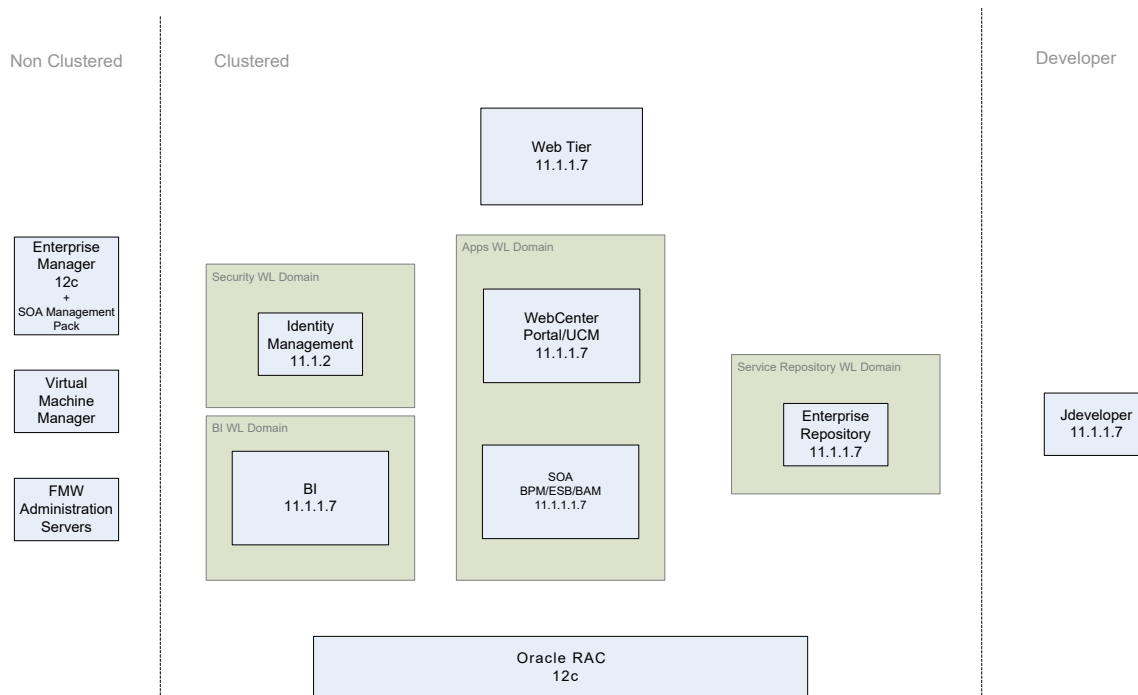 Non Clustered
Clustered
Developer
Web Tier
11.1.1.7
Enterprise
Manager
12c
+
SOA Management
Pack
Virtual
Machine
Manager
FMW
Administration
Servers
Security WL Domain
Identity
Management
11.1.2
BI WL Domain
BI
11.1.1.7
Apps WL Domain
WebCenter
Portal/UCM
11.1.1.7
SOA
BPM/ESB/BAM
11.1.1.1.7
Service Repository WL Domain
Enterprise
Repository
11.1.1.7
Jdeveloper
11.1.1.7
Oracle RAC
12c